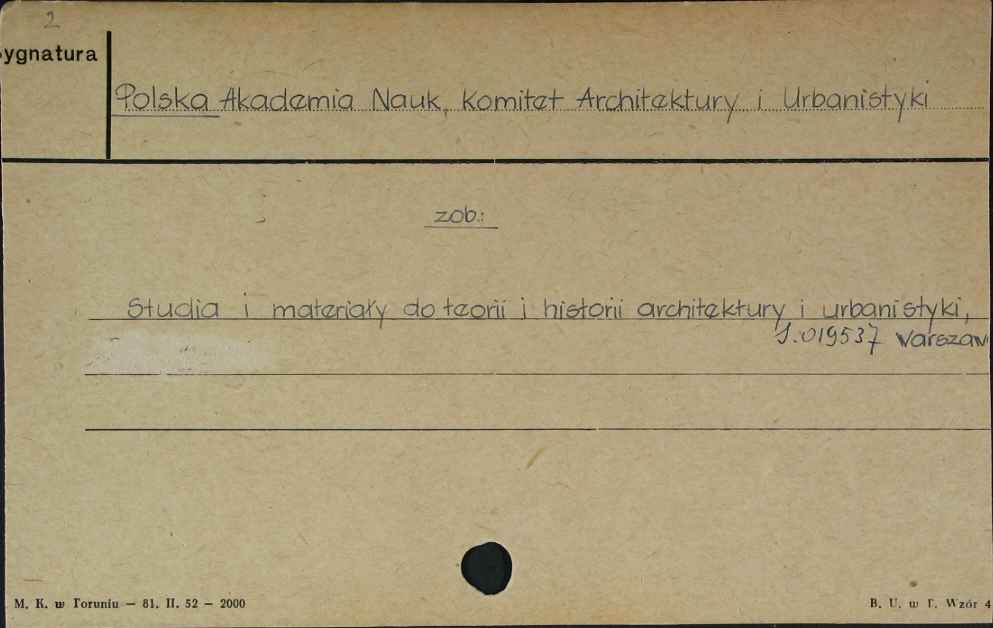 2
ygnatura
Polska Akademia Nauk, Komitet Architektury i Urbanistyki
zob.:
Studia i materiały do teorii i historii architektury i urbanistyki,
S.019537 Warszaw
M. K. w Toruniu — 81. II. 52 — 2000
B. U. w T. Wzór 4